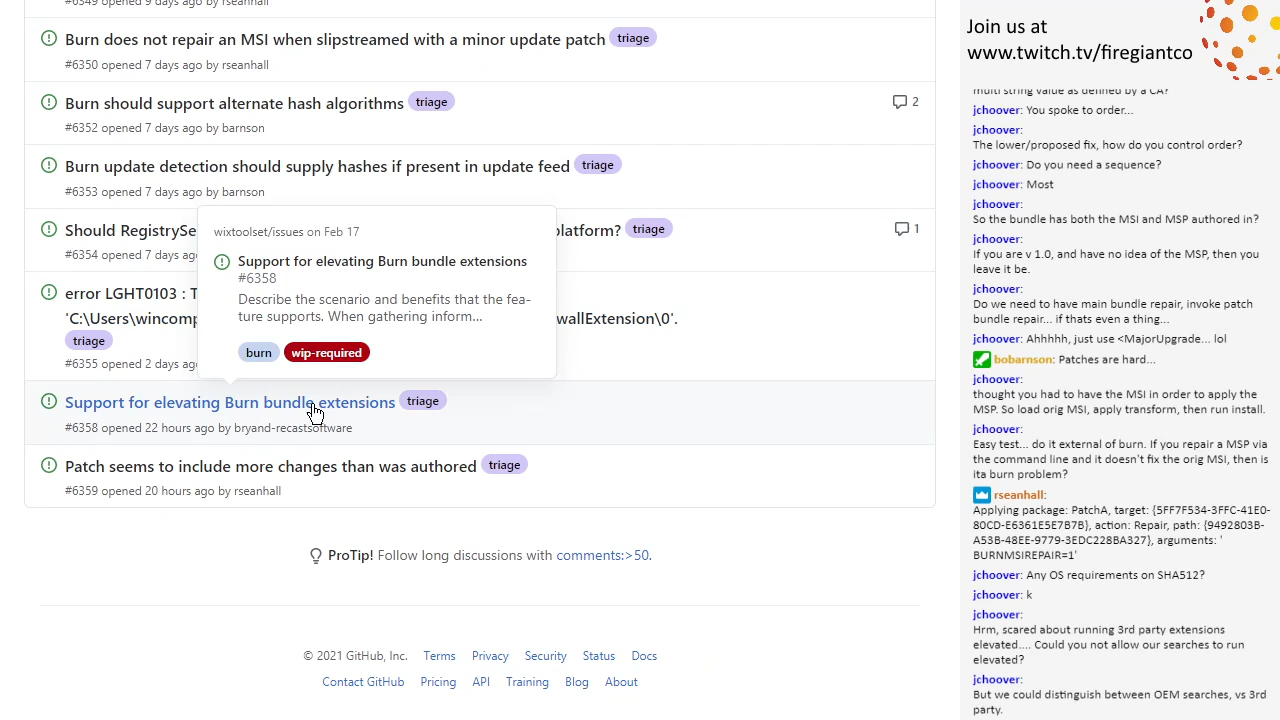 #6349 opened 9 days ago by rseanhall
Burn does not repair an MSI when slipstreamed with a minor update patch triage
#6350 opened 7 days ago by rseanhall
Burn should support alternate hash algorithms triage 2
#6352 opened 7 days ago by barnson
Burn update detection should supply hashes if present in update feed triage
#6353 opened 7 days ago by barnson
Should RegistrySe platform? triage 1
#6354 opened 7 days ag
error LGHT0103 : T
'C:\Users\wincomp wallExtension\0'.
triage
#6355 opened 2 days ag
wixtoolset/issues on Feb 17
Support for elevating Burn bundle extensions
#6358
Describe the scenario and benefits that the fea-
ture supports. When gathering inform...
burn wip-required
Support for elevating Burn bundle extensions triage
#6358 opened 22 hours ago by bryand-recastsoftware
Patch seems to include more changes than was authored triage
#6359 opened 20 hours ago by rseanhall
ProTip! Follow long discussions with comments:>50.
© 2021 GitHub, Inc. Terms Privacy Security Status Docs
Contact GitHub Pricing API Training Blog About
Join us at
www.twitch.tv/firegiantco
multi string value as defined by a CA?
jchoover: You spoke to order...
jchoover:
The lower/proposed fix, how do you control order?
jchoover: Do you need a sequence?
jchoover: Most
jchoover:
So the bundle has both the MSI and MSP authored in?
jchoover:
If you are v 1.0, and have no idea of the MSP, then you
leave it be.
jchoover:
Do we need to have main bundle repair, invoke patch
bundle repair... if thats even a thing...
jchoover: Ahhhhh, just use <MajorUpgrade... lol
bobarnson: Patches are hard...
jchoover:
thought you had to have the MSI in order to apply the
MSP. So load orig MSI, apply transform, then run install.
jchoover:
Easy test... do it external of burn. If you repair a MSP via
the command line and it doesn't fix the orig MSI, then is
ita burn problem?
rseanhall:
Applying package: PatchA, target: {5FF7F534-3FFC-41E0-
80CD-E6361E5E7B7B}, action: Repair, path: {9492803B-
A53B-48EE-9779-3EDC228BA327}, arguments: '
BURNMSIREPAIR=1'
jchoover: Any OS requirements on SHA512?
jchoover: k
jchoover:
Hrm, scared about running 3rd party extensions
elevated.... Could you not allow our searches to run
elevated?
jchoover:
But we could distinguish between OEM searches, vs 3rd
party.